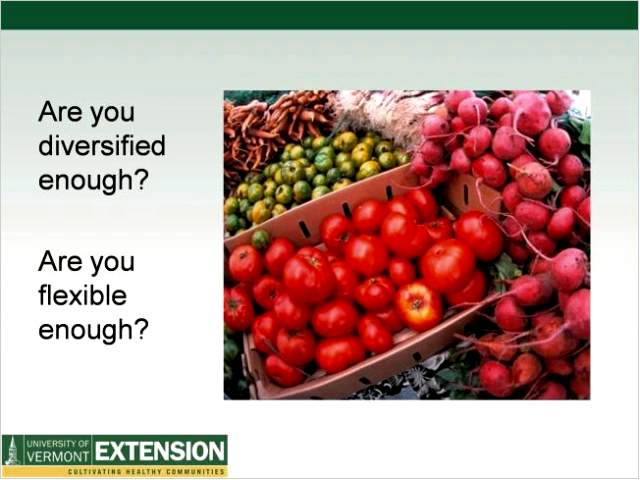 Are you
diversified
enough?
Are you
flexible
enough?
UNIVERSITY OF
VERMONT
EXTENSION
CULTIVATING HEALTHY COMMUNITIES